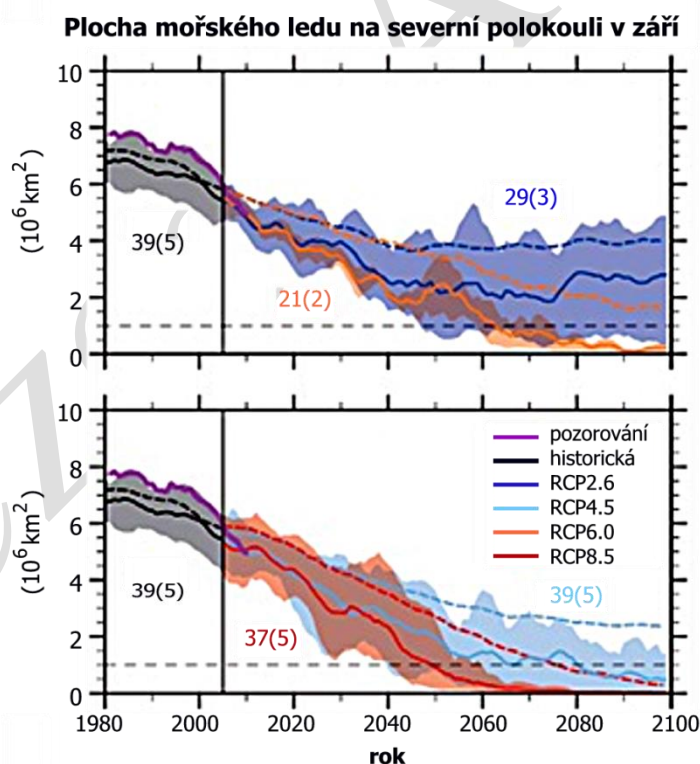 Plocha mořského ledu na severní polokouli v září
10
8
6
4
2
0
(10⁶km²)
39(5)
21(2)
29(3)
10
8
6
4
2
0
(10⁶km²)
39(5)
37(5)
39(5)
pozorování
historická
RCP2.6
RCP4.5
RCP6.0
RCP8.5
1980 2000 2020 2040 2060 2080 2100
rok